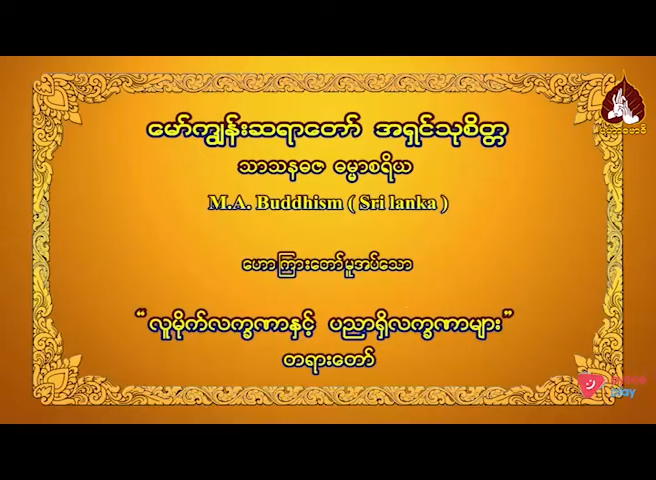 မော်ကျွန်းဆရာတော် အရှင်သုစိတ္တ
သာသနဓဇ ဓမ္မာစရိယ
M.A. Buddhism ( Sri lanka )
ဟောကြားတော်မူအပ်သော
“ လူမိုက်လက္ခဏာနှင့် ပညာရှိလက္ခဏာများ”
တရားတော်
play